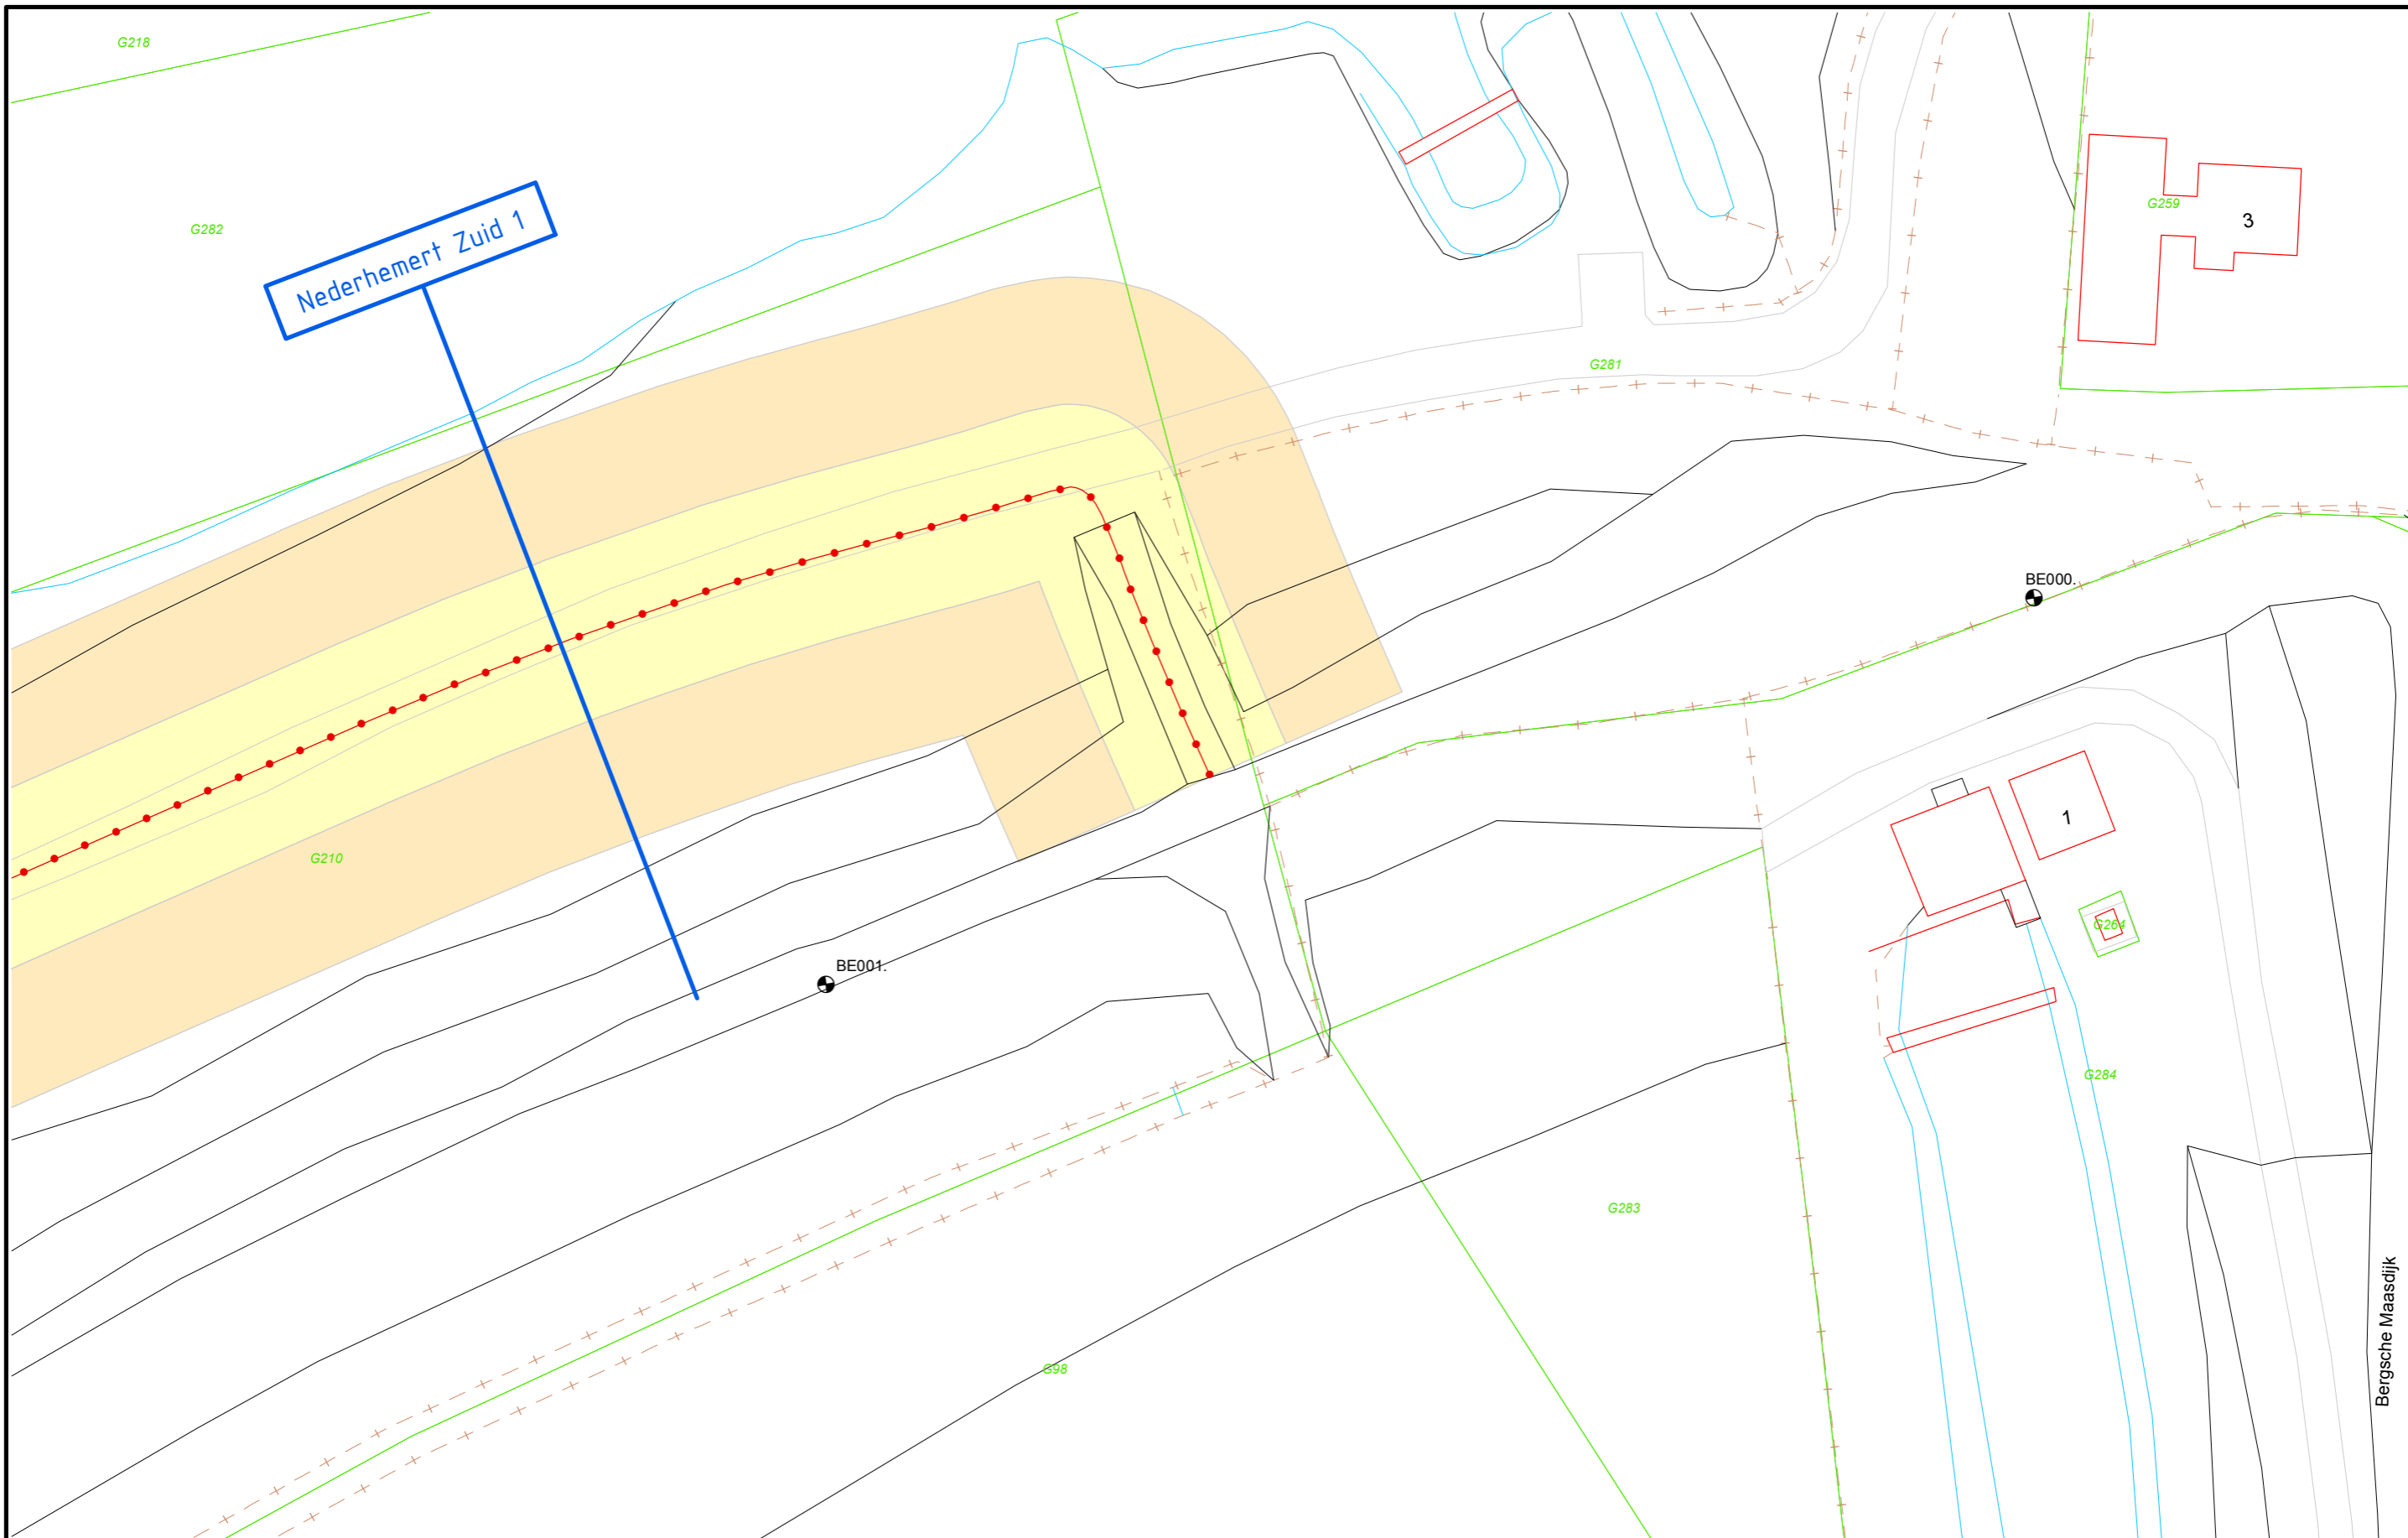 G218
G282
Nederhemert Zuid 1
G259
3
G281
BE000.
1
G210
G264
BE001.
G284
G283
G98
Bergsche Maasdijk